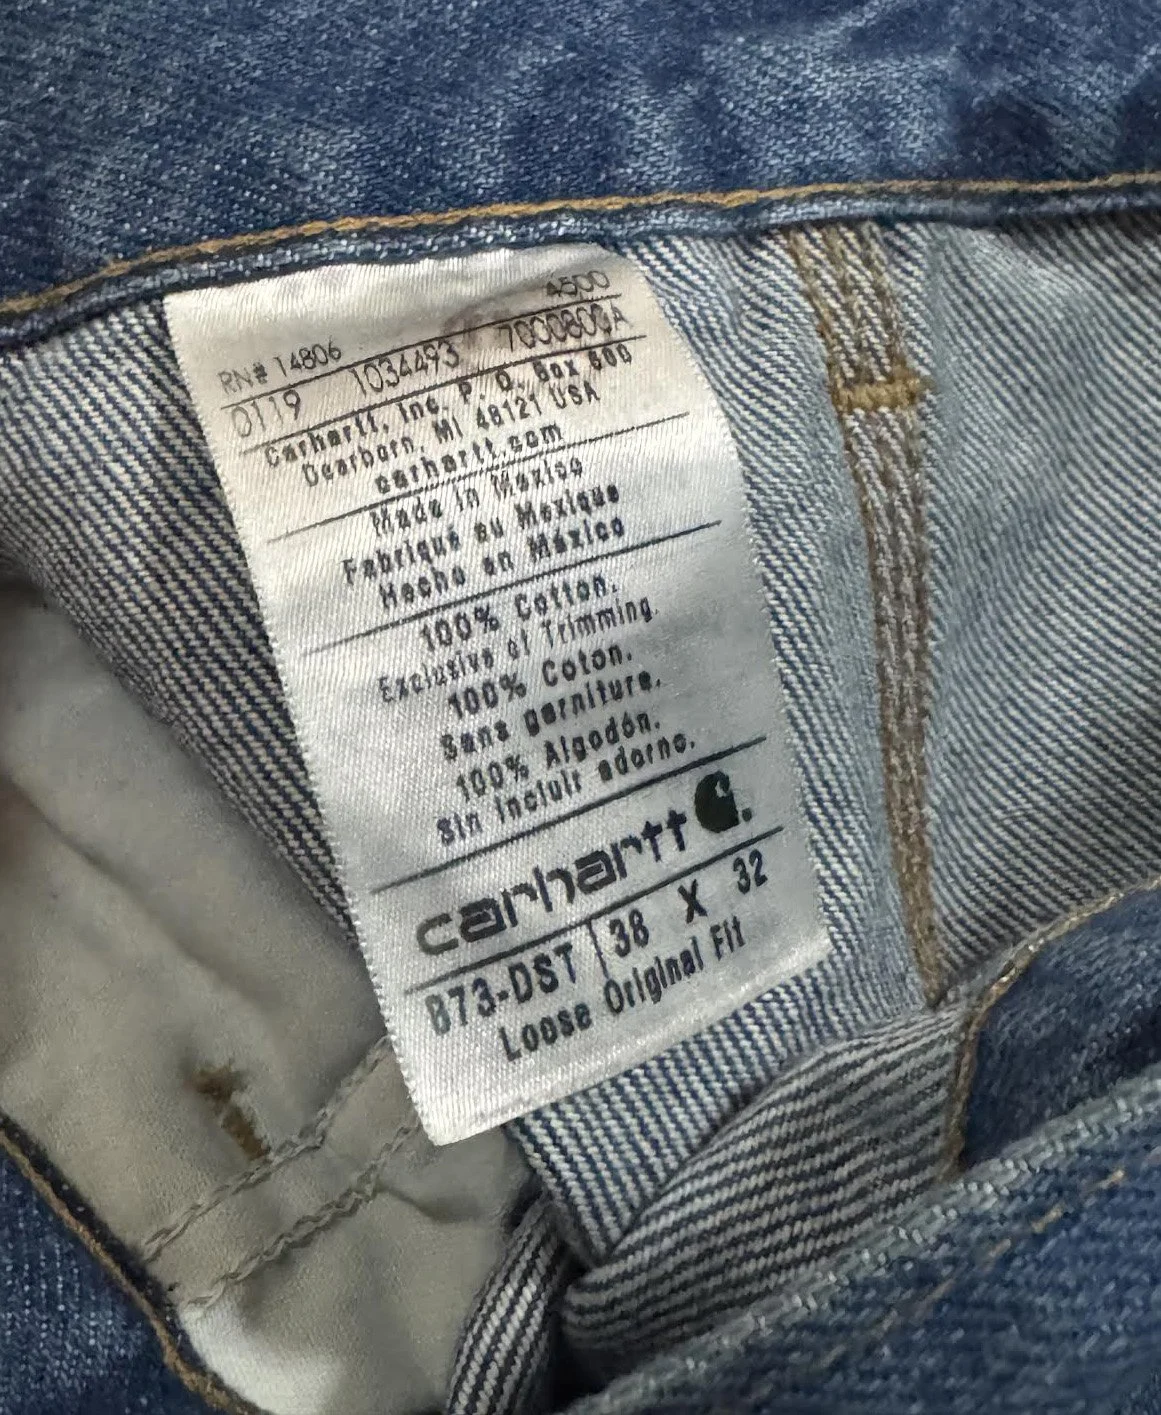 4500
RN# 14806
0119 1034493 7000800A
Carhartt, Inc. P. O. Box 600
Dearborn, MI 48121 USA
carhartt.com
Made in Mexico
Fabriqué au Mexique
Hecho en México
100% Cotton.
Exclusive of Trimming.
100% Coton.
Sans garniture.
100% Algodón.
Sin incluir adorno.
carhartt
B73-DST 38 X 32
Loose Original Fit